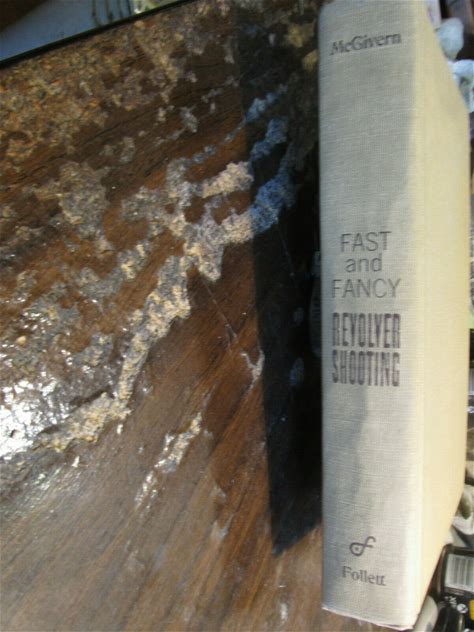 McGivern
FAST
and
FANCY
REVOLVER
SHOOTING
Follett